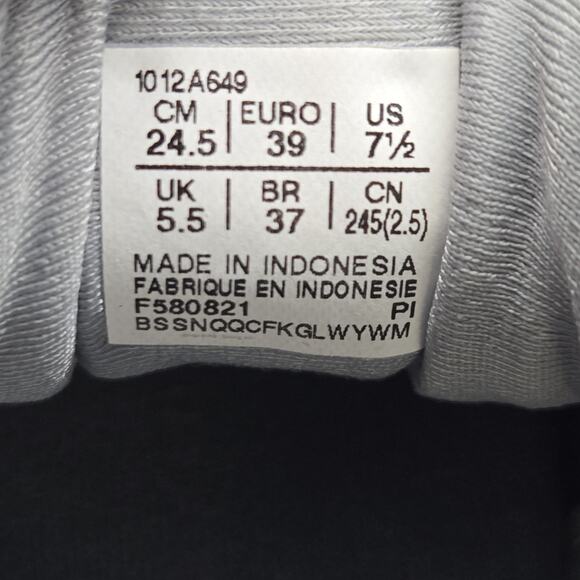 1012A649
CM | EURO | US
24.5 | 39 | 7½
UK | BR | CN
5.5 | 37 | 245(2.5)
MADE IN INDONESIA
FABRIQUE EN INDONESIE
F580821 PI
BSSNQQCFKGLWYWM